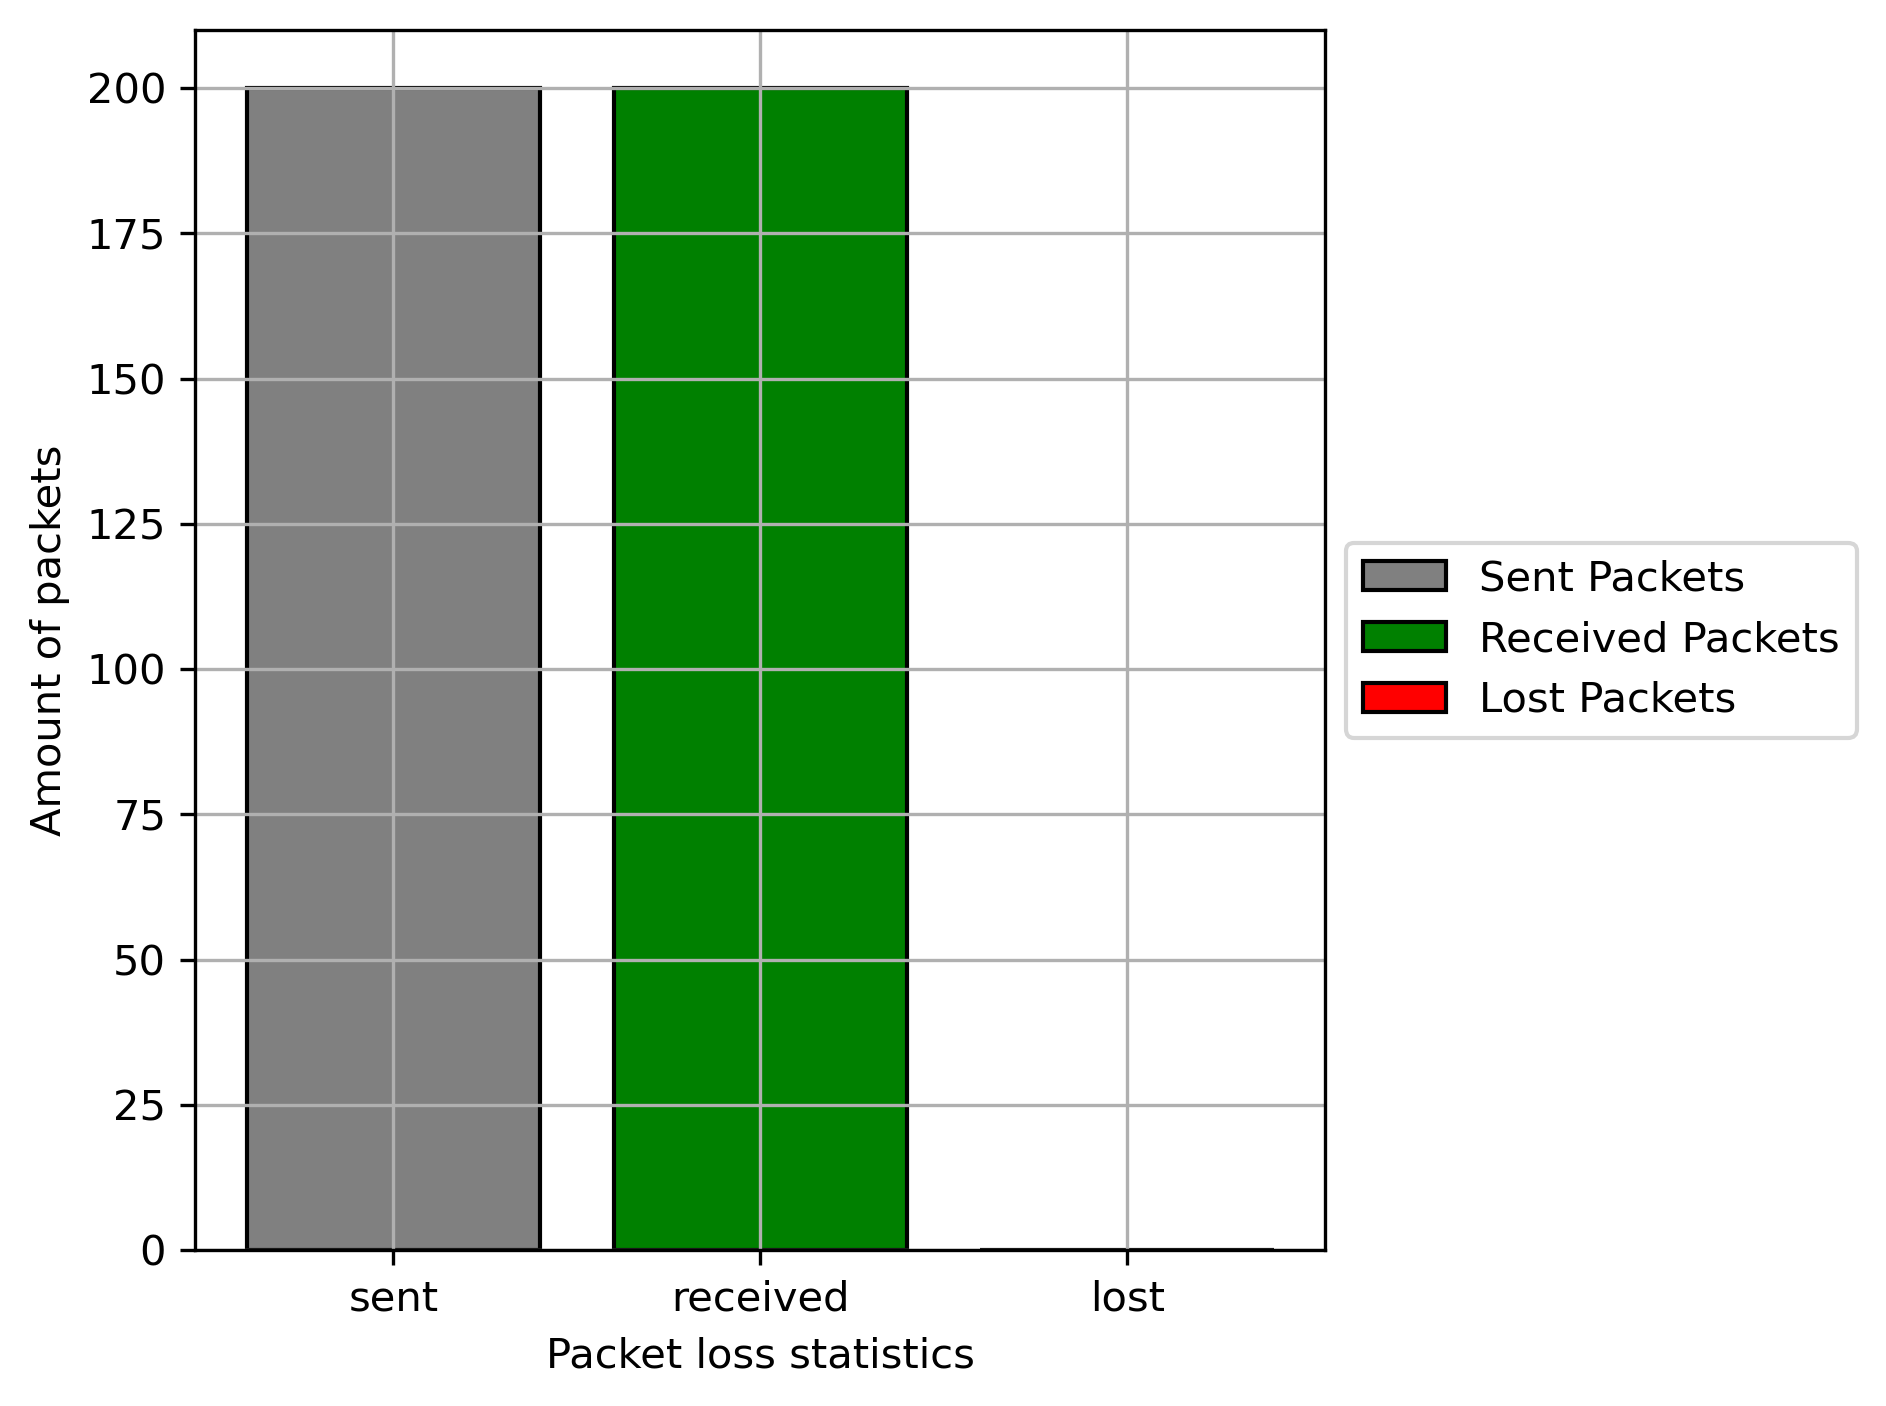 200
175
150
125
100
75
50
25
0
Amount of packets
sent
received
lost
Packet loss statistics
Sent Packets
Received Packets
Lost Packets